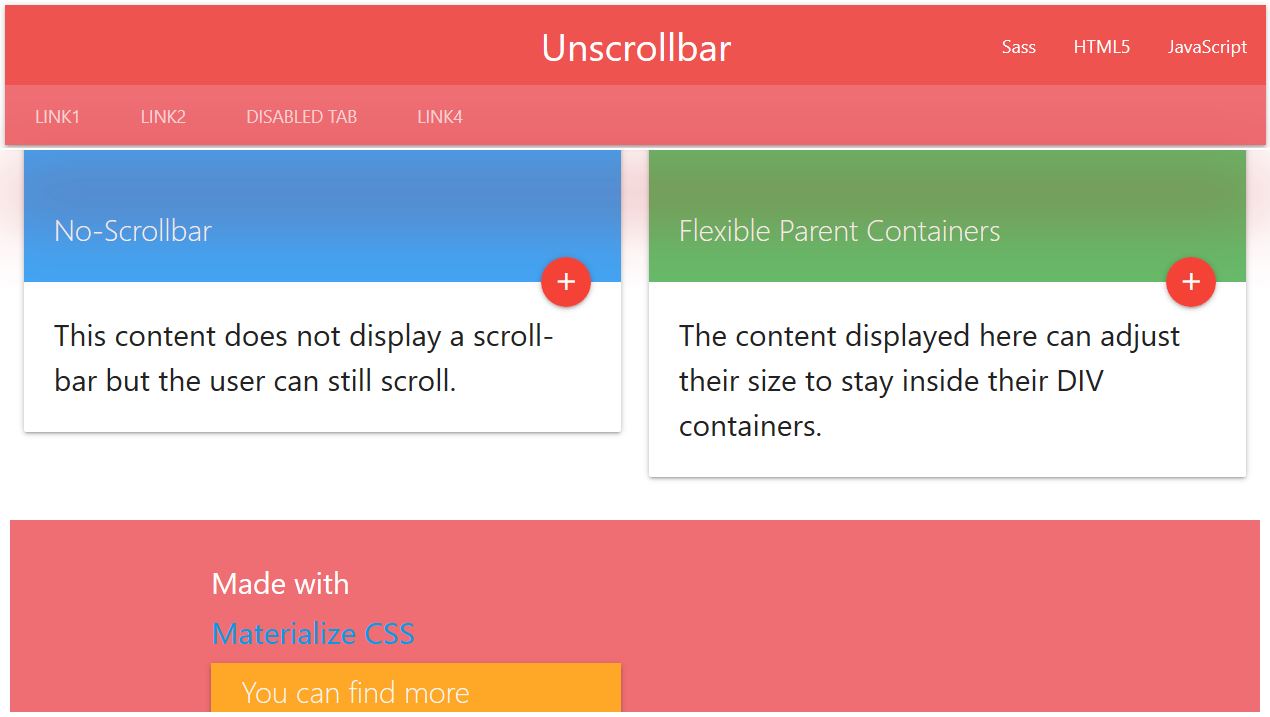 Unscrollbar
Sass HTML5 JavaScript
LINK1 LINK2 DISABLED TAB LINK4
No-Scrollbar
This content does not display a scroll-
bar but the user can still scroll.
Flexible Parent Containers
The content displayed here can adjust
their size to stay inside their DIV
containers.
Made with
Materialize CSS
You can find more